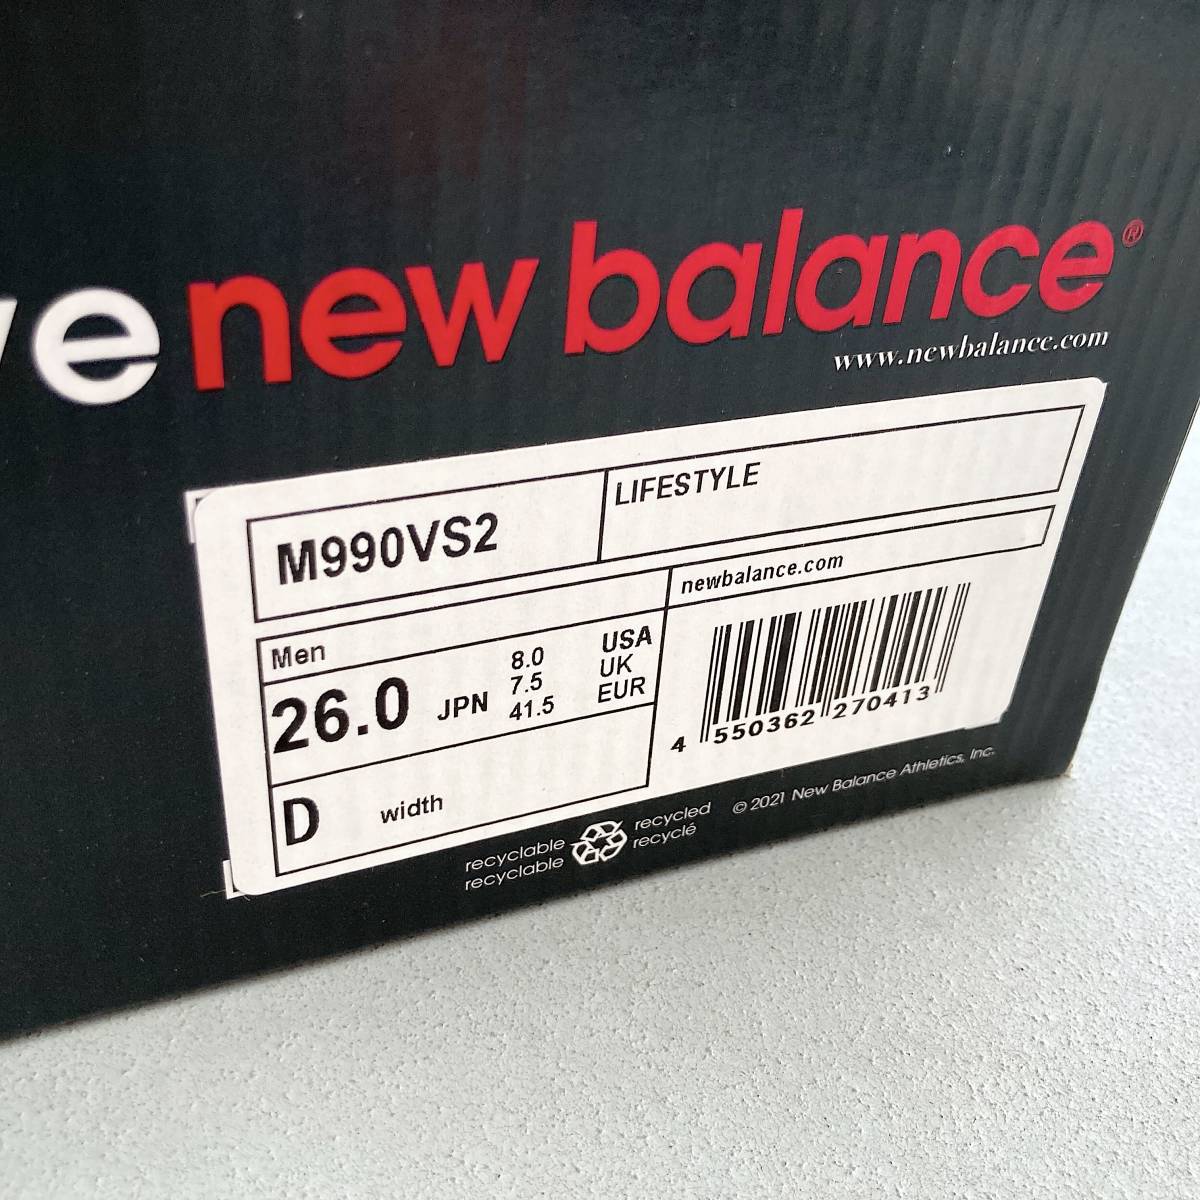 e new balance®
www.newbalance.com
M990VS2
LIFESTYLE
newbalance.com
Men
26.0 JPN
8.0 USA
7.5 UK
41.5 EUR
D width
4 550362 270413
recyclable recycled
recyclable recyclé
© 2021 New Balance Athletics, Inc.